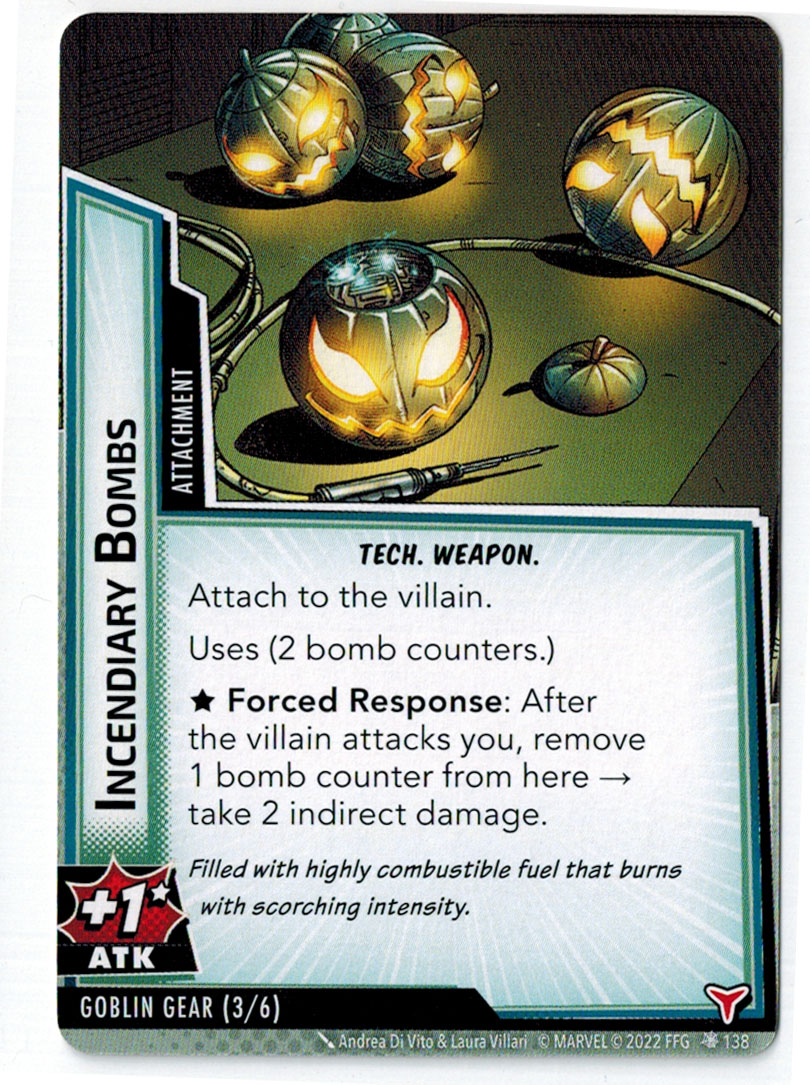 ATTACHMENT
INCENDIARY BOMBS
TECH. WEAPON.
Attach to the villain.
Uses (2 bomb counters.)
★ Forced Response: After
the villain attacks you, remove
1 bomb counter from here →
take 2 indirect damage.
Filled with highly combustible fuel that burns
with scorching intensity.
+1★
ATK
GOBLIN GEAR (3/6)
Andrea Di Vito & Laura Villari © MARVEL © 2022 FFG 138